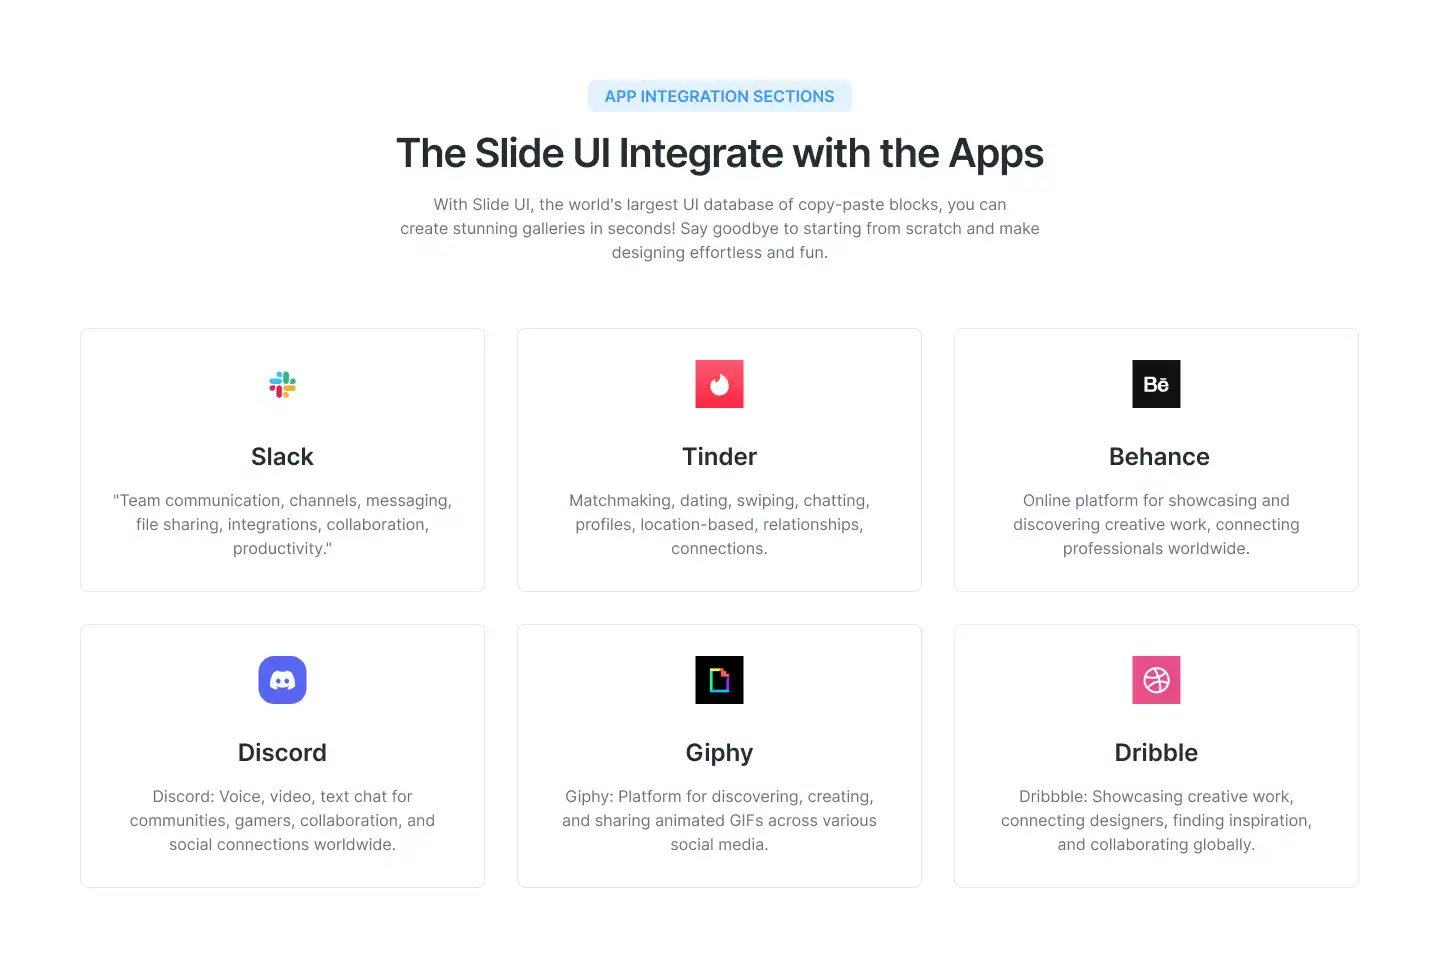 APP INTEGRATION SECTIONS
The Slide UI Integrate with the Apps
With Slide UI, the world's largest UI database of copy-paste blocks, you can
create stunning galleries in seconds! Say goodbye to starting from scratch and make
designing effortless and fun.
Slack
"Team communication, channels, messaging,
file sharing, integrations, collaboration,
productivity."
Tinder
Matchmaking, dating, swiping, chatting,
profiles, location-based, relationships,
connections.
Bē
Behance
Online platform for showcasing and
discovering creative work, connecting
professionals worldwide.
Discord
Discord: Voice, video, text chat for
communities, gamers, collaboration, and
social connections worldwide.
Giphy
Giphy: Platform for discovering, creating,
and sharing animated GIFs across various
social media.
Dribble
Dribbble: Showcasing creative work,
connecting designers, finding inspiration,
and collaborating globally.